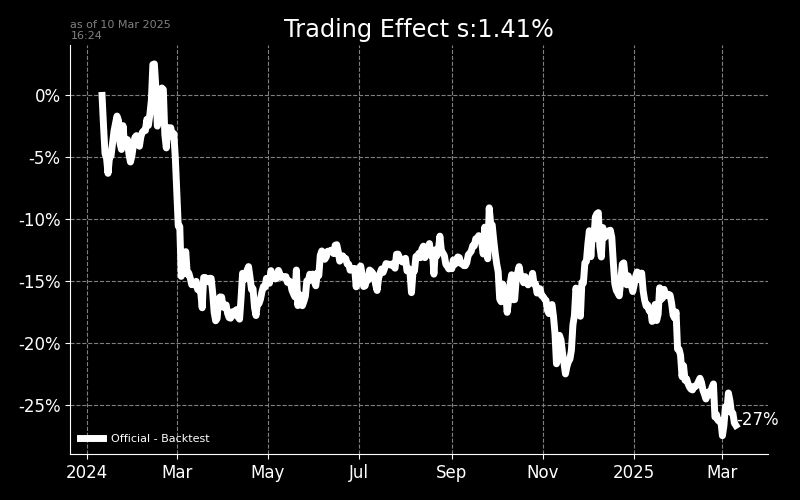 as of 10 Mar 2025
16:24
Trading Effect s:1.41%
0%
-5%
-10%
-15%
-20%
-25%
-27%
Official - Backtest
2024 Mar May Jul Sep Nov 2025 Mar